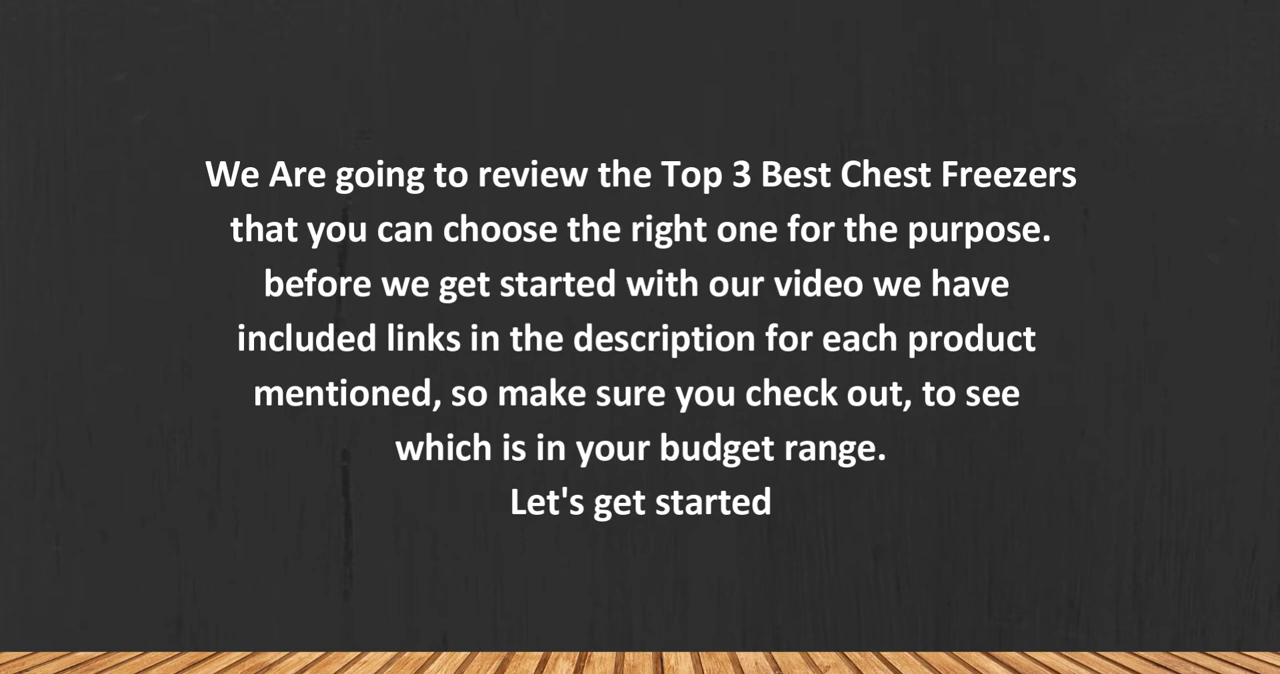 We Are going to review the Top 3 Best Chest Freezers
that you can choose the right one for the purpose.
before we get started with our video we have
included links in the description for each product
mentioned, so make sure you check out, to see
which is in your budget range.
Let's get started